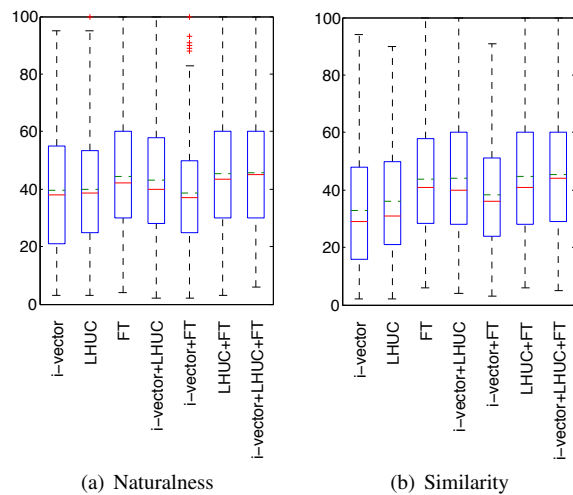 100
80
60
40
20
0
i−vector
LHUC
FT
i−vector+LHUC
i−vector+FT
LHUC+FT
i−vector+LHUC+FT
(a) Naturalness
100
80
60
40
20
0
i−vector
LHUC
FT
i−vector+LHUC
i−vector+FT
LHUC+FT
i−vector+LHUC+FT
(b) Similarity